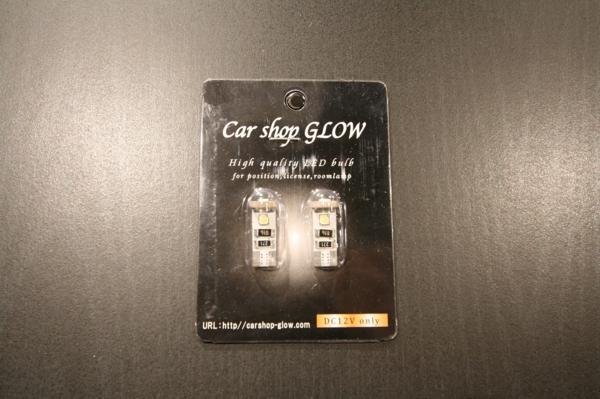 Car shop GLOW
High quality LED bulb
for position,license,roomlamp
URL:http//carshop-glow.com
DC12V only